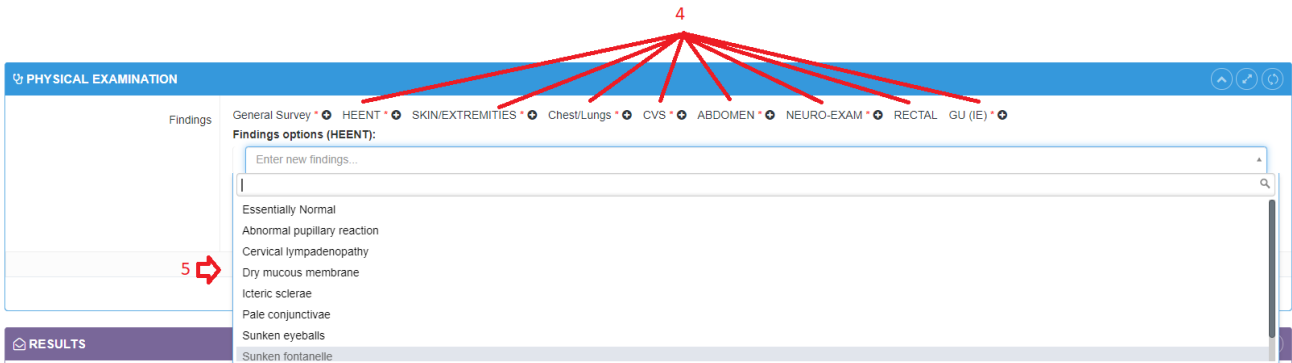 4
PHYSICAL EXAMINATION
Findings
General Survey * HEENT * SKIN/EXTREMITIES * Chest/Lungs * CVS * ABDOMEN * NEURO-EXAM * RECTAL GU (IE) *
Findings options (HEENT):
Enter new findings...
Essentially Normal
Abnormal pupillary reaction
Cervical lympadenopathy
5
Dry mucous membrane
Icteric sclerae
Pale conjunctivae
Sunken eyeballs
RESULTS
Sunken fontanelle